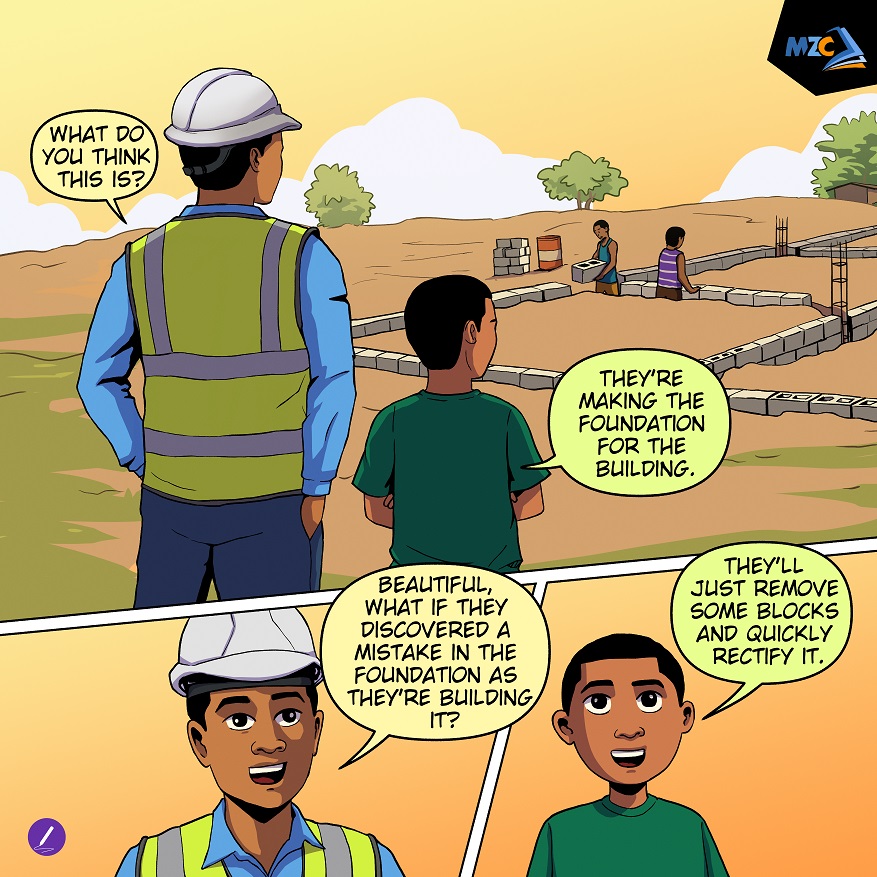 MZC
WHAT DO
YOU THINK
THIS IS?
THEY'RE
MAKING THE
FOUNDATION
FOR THE
BUILDING.
BEAUTIFUL,
WHAT IF THEY
DISCOVERED A
MISTAKE IN THE
FOUNDATION AS
THEY'RE BUILDING
IT?
THEY'LL
JUST REMOVE
SOME BLOCKS
AND QUICKLY
RECTIFY IT.